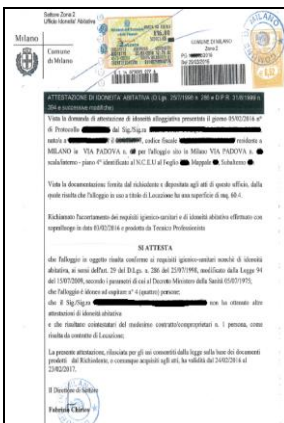 Settore Zona 2
Ufficio Idoneita' Abitativa
Milano
Comune
di Milano
€16,00
COMUNE DI MILANO
Zona 2
MILANO
ATTESTAZIONE DI IDONEITÀ ABITATIVA (D.Lgs. 25/7/1998 n. 286 e D.P.R. 31/8/1999 n.
394 e successive modifiche)
Vista la domanda di attestazione di idoneità alloggiativa presentita il giorno 05/02/2016 n°
di Protocollo del Sig./Sig.ra
nato/a a il codice fiscale residente a
MILANO in VIA PADOVA n. per l'alloggio sito in Milano VIA PADOVA n.
scala/interno - piano 4° identificato al N.C.E.U al Foglio Mappale Subalterno
Vista la documentazione fornita dal richiedente e depositata agli atti di questo ufficio, dalla
quale risulta che l'alloggio in uso a titolo di Locazione ha una superficie di mq. 60.4.
Richiamato l'accertamento dei requisiti igienico-sanitari e di idoneità abitativa effettuato con
sopralluogo in data 03/02/2016 e prodotto da Tecnico Professionista
SI ATTESTA
che l'alloggio in oggetto risulta conforme ai requisiti igienico-sanitari nonché di idoneità
abitativa, ai sensi dell'art. 29 del D.Lgs. n. 286 del 25/07/1998, modificato dalla Legge 94
del 15/07/2009, secondo i parametri di cui al Decreto Ministero della Sanità 05/07/1975,
che l'alloggio è idoneo ad ospitare n° 4 (quattro) persone;
che il Sig./Sig.ra non ha ottenuto altre
attestazioni di idoneità abitativa
e che risultano cointestatari del medesimo contratto/comproprietari n. 1 persona, come
risulta da contratto di Locazione;
La presente attestazione, rilasciata per gli usi consentiti dalla legge sulla base dei documenti
prodotti dal Richiedente, e comunque acquisiti agli atti, ha validità dal 24/02/2016 al
23/02/2017.
Il Direttore di Settore
Fabrizio Chirico